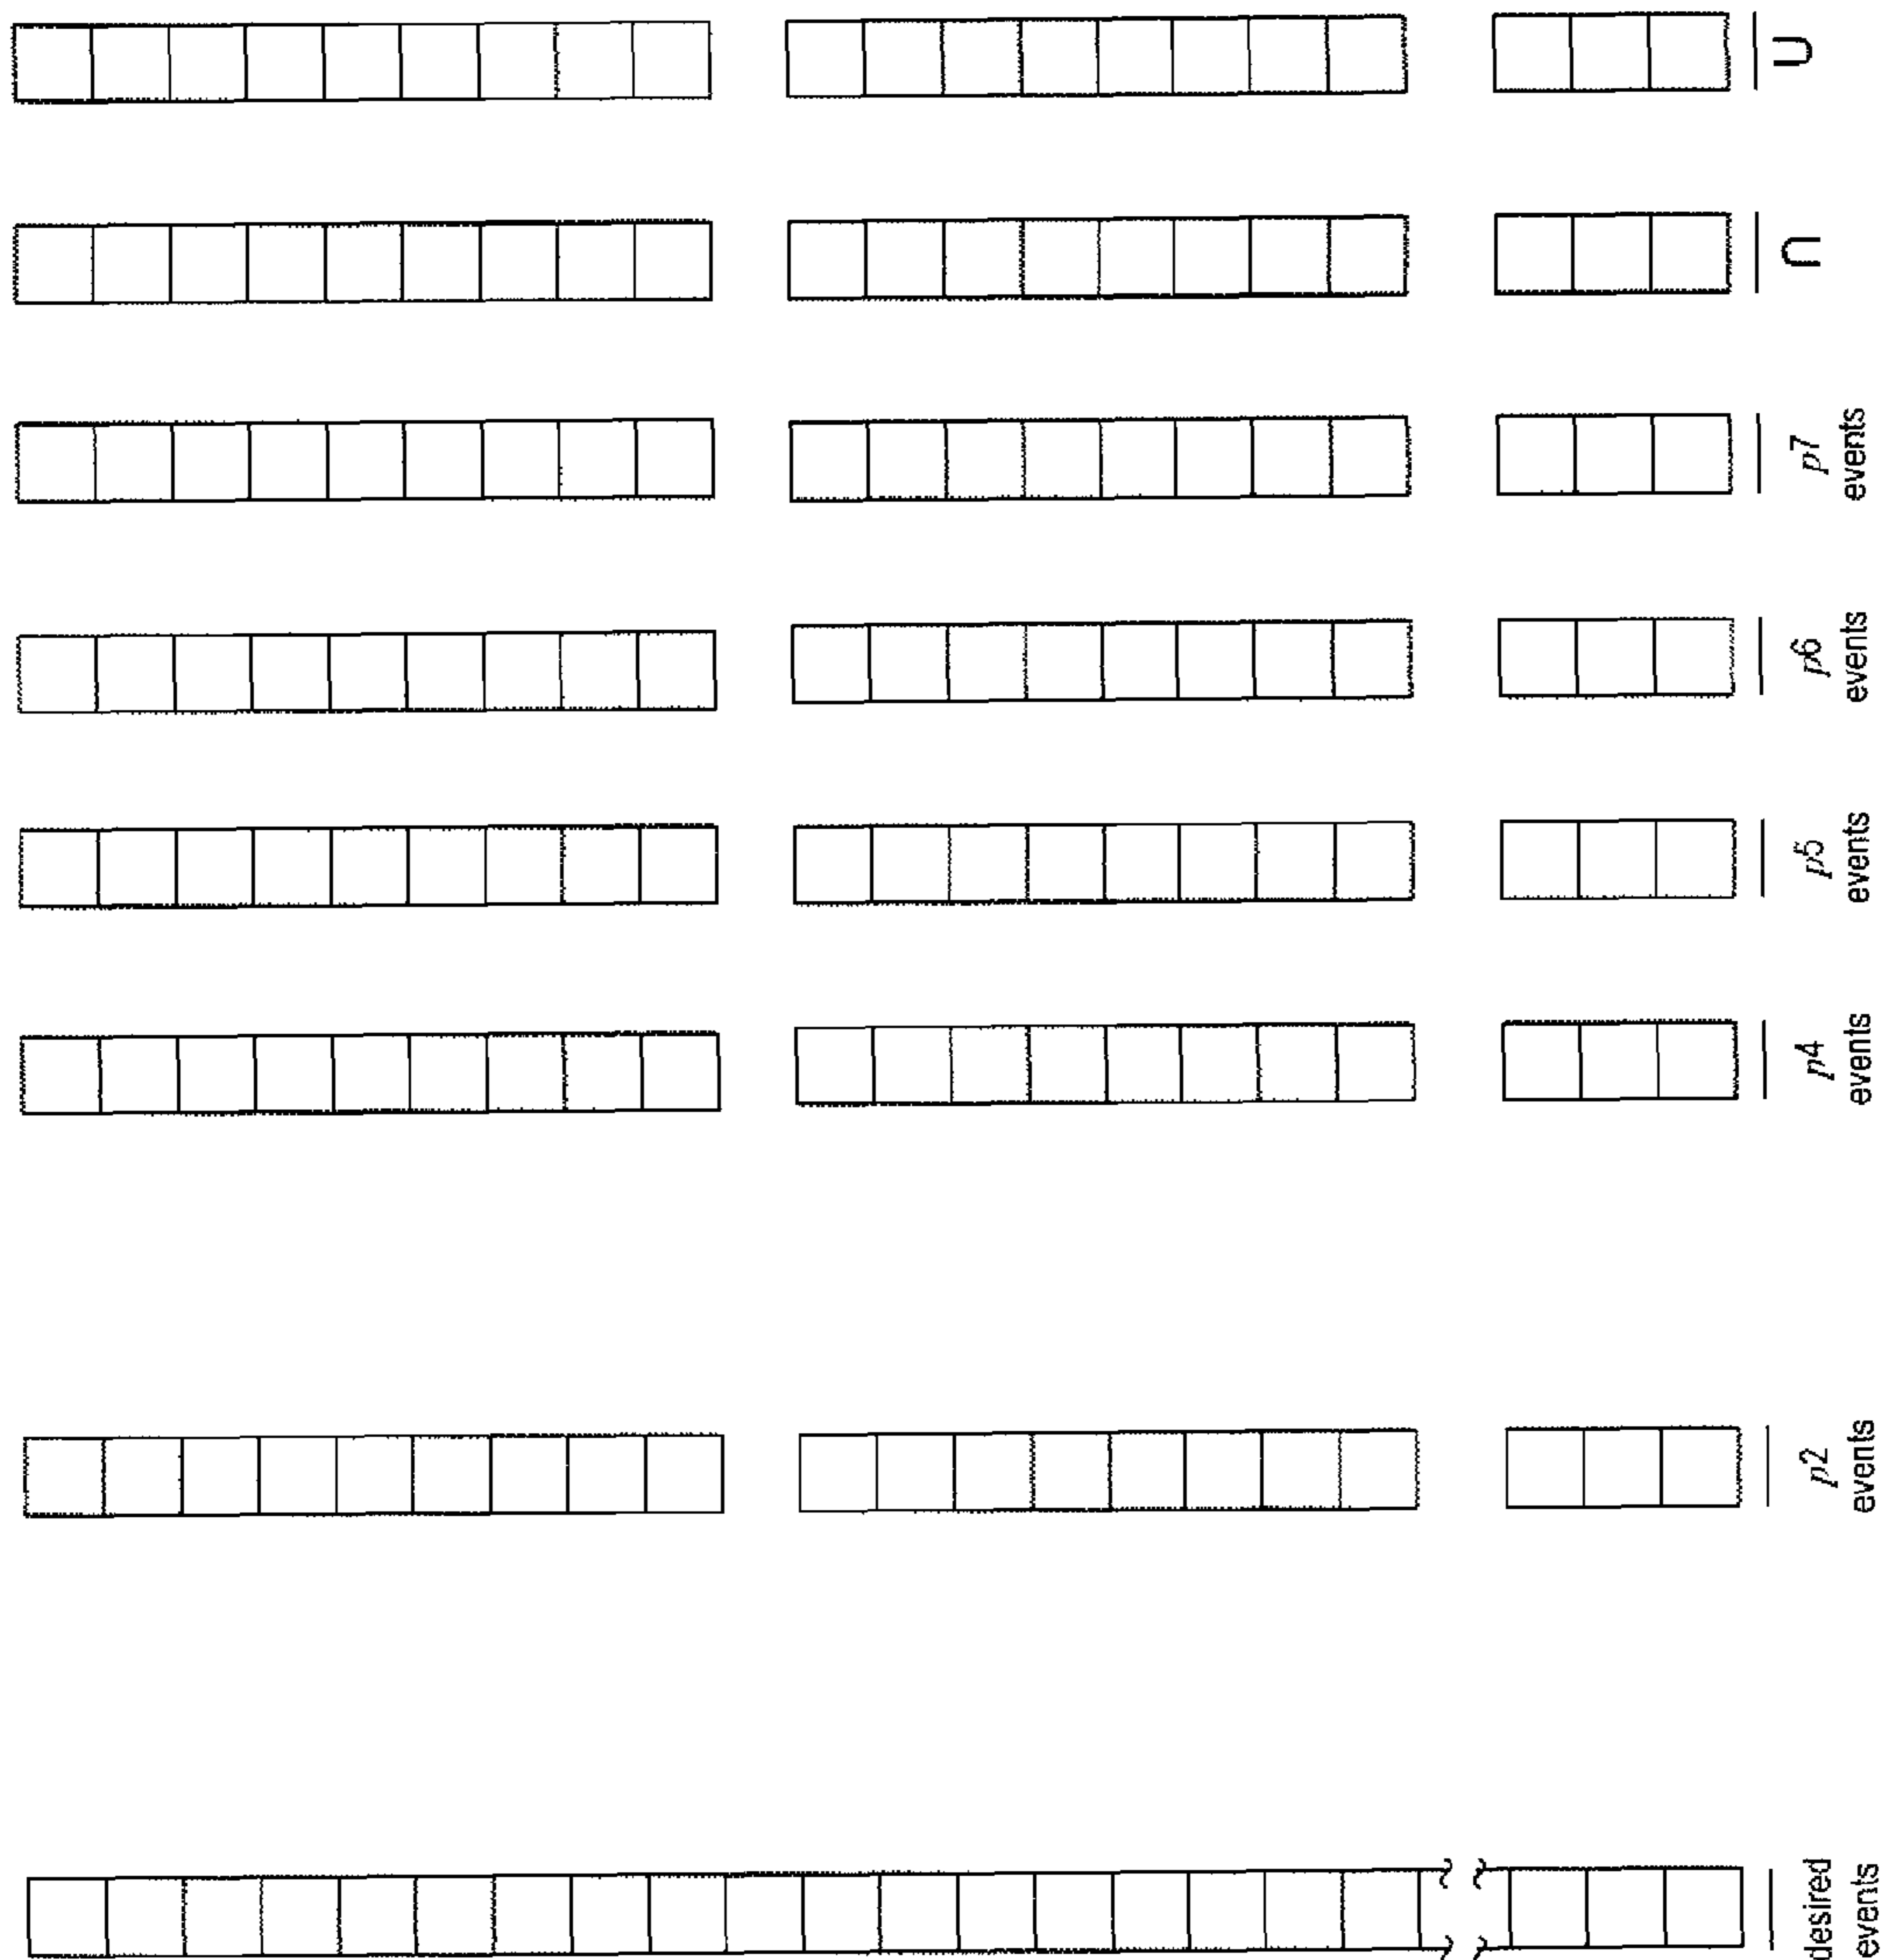 desired
events
p2
events
p4
events
p5
events
p6
events
p7
events
∩
∪